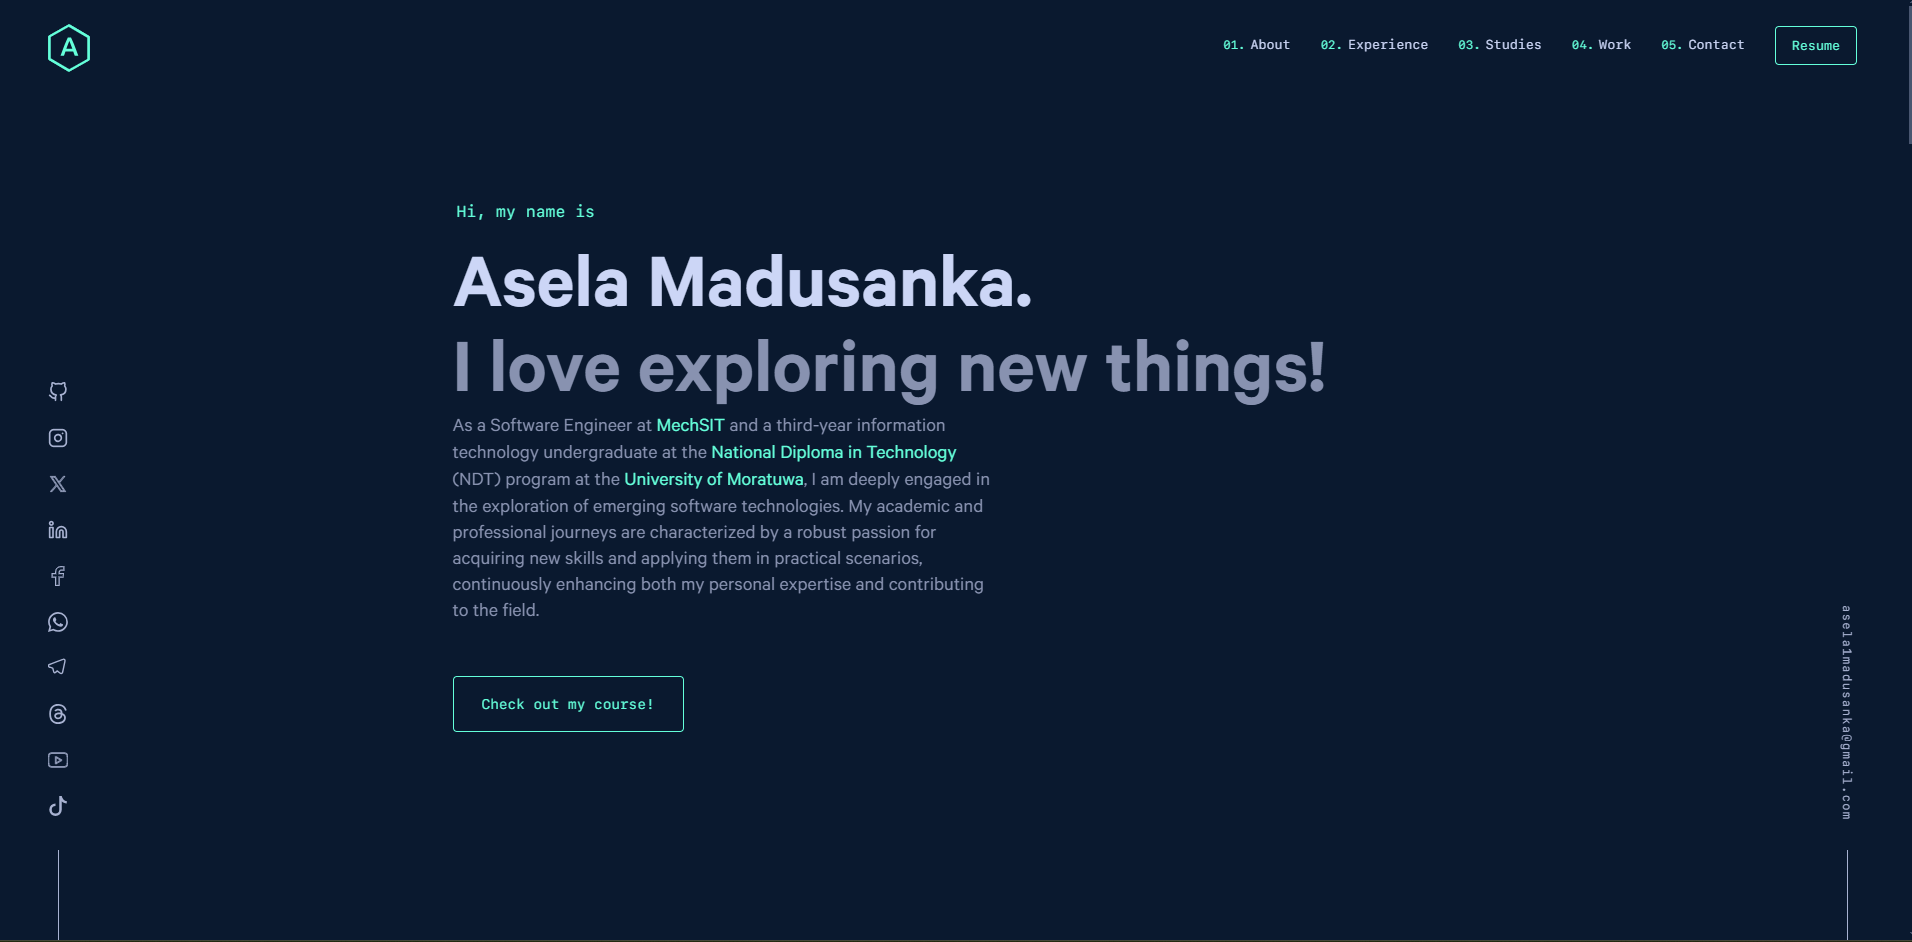 A
01. About 02. Experience 03. Studies 04. Work 05. Contact Resume
Hi, my name is
Asela Madusanka.
I love exploring new things!
As a Software Engineer at MechSIT and a third-year information
technology undergraduate at the National Diploma in Technology
(NDT) program at the University of Moratuwa, I am deeply engaged in
the exploration of emerging software technologies. My academic and
professional journeys are characterized by a robust passion for
acquiring new skills and applying them in practical scenarios,
continuously enhancing both my personal expertise and contributing
to the field.
Check out my course!
asela1madusanka@gmail.com